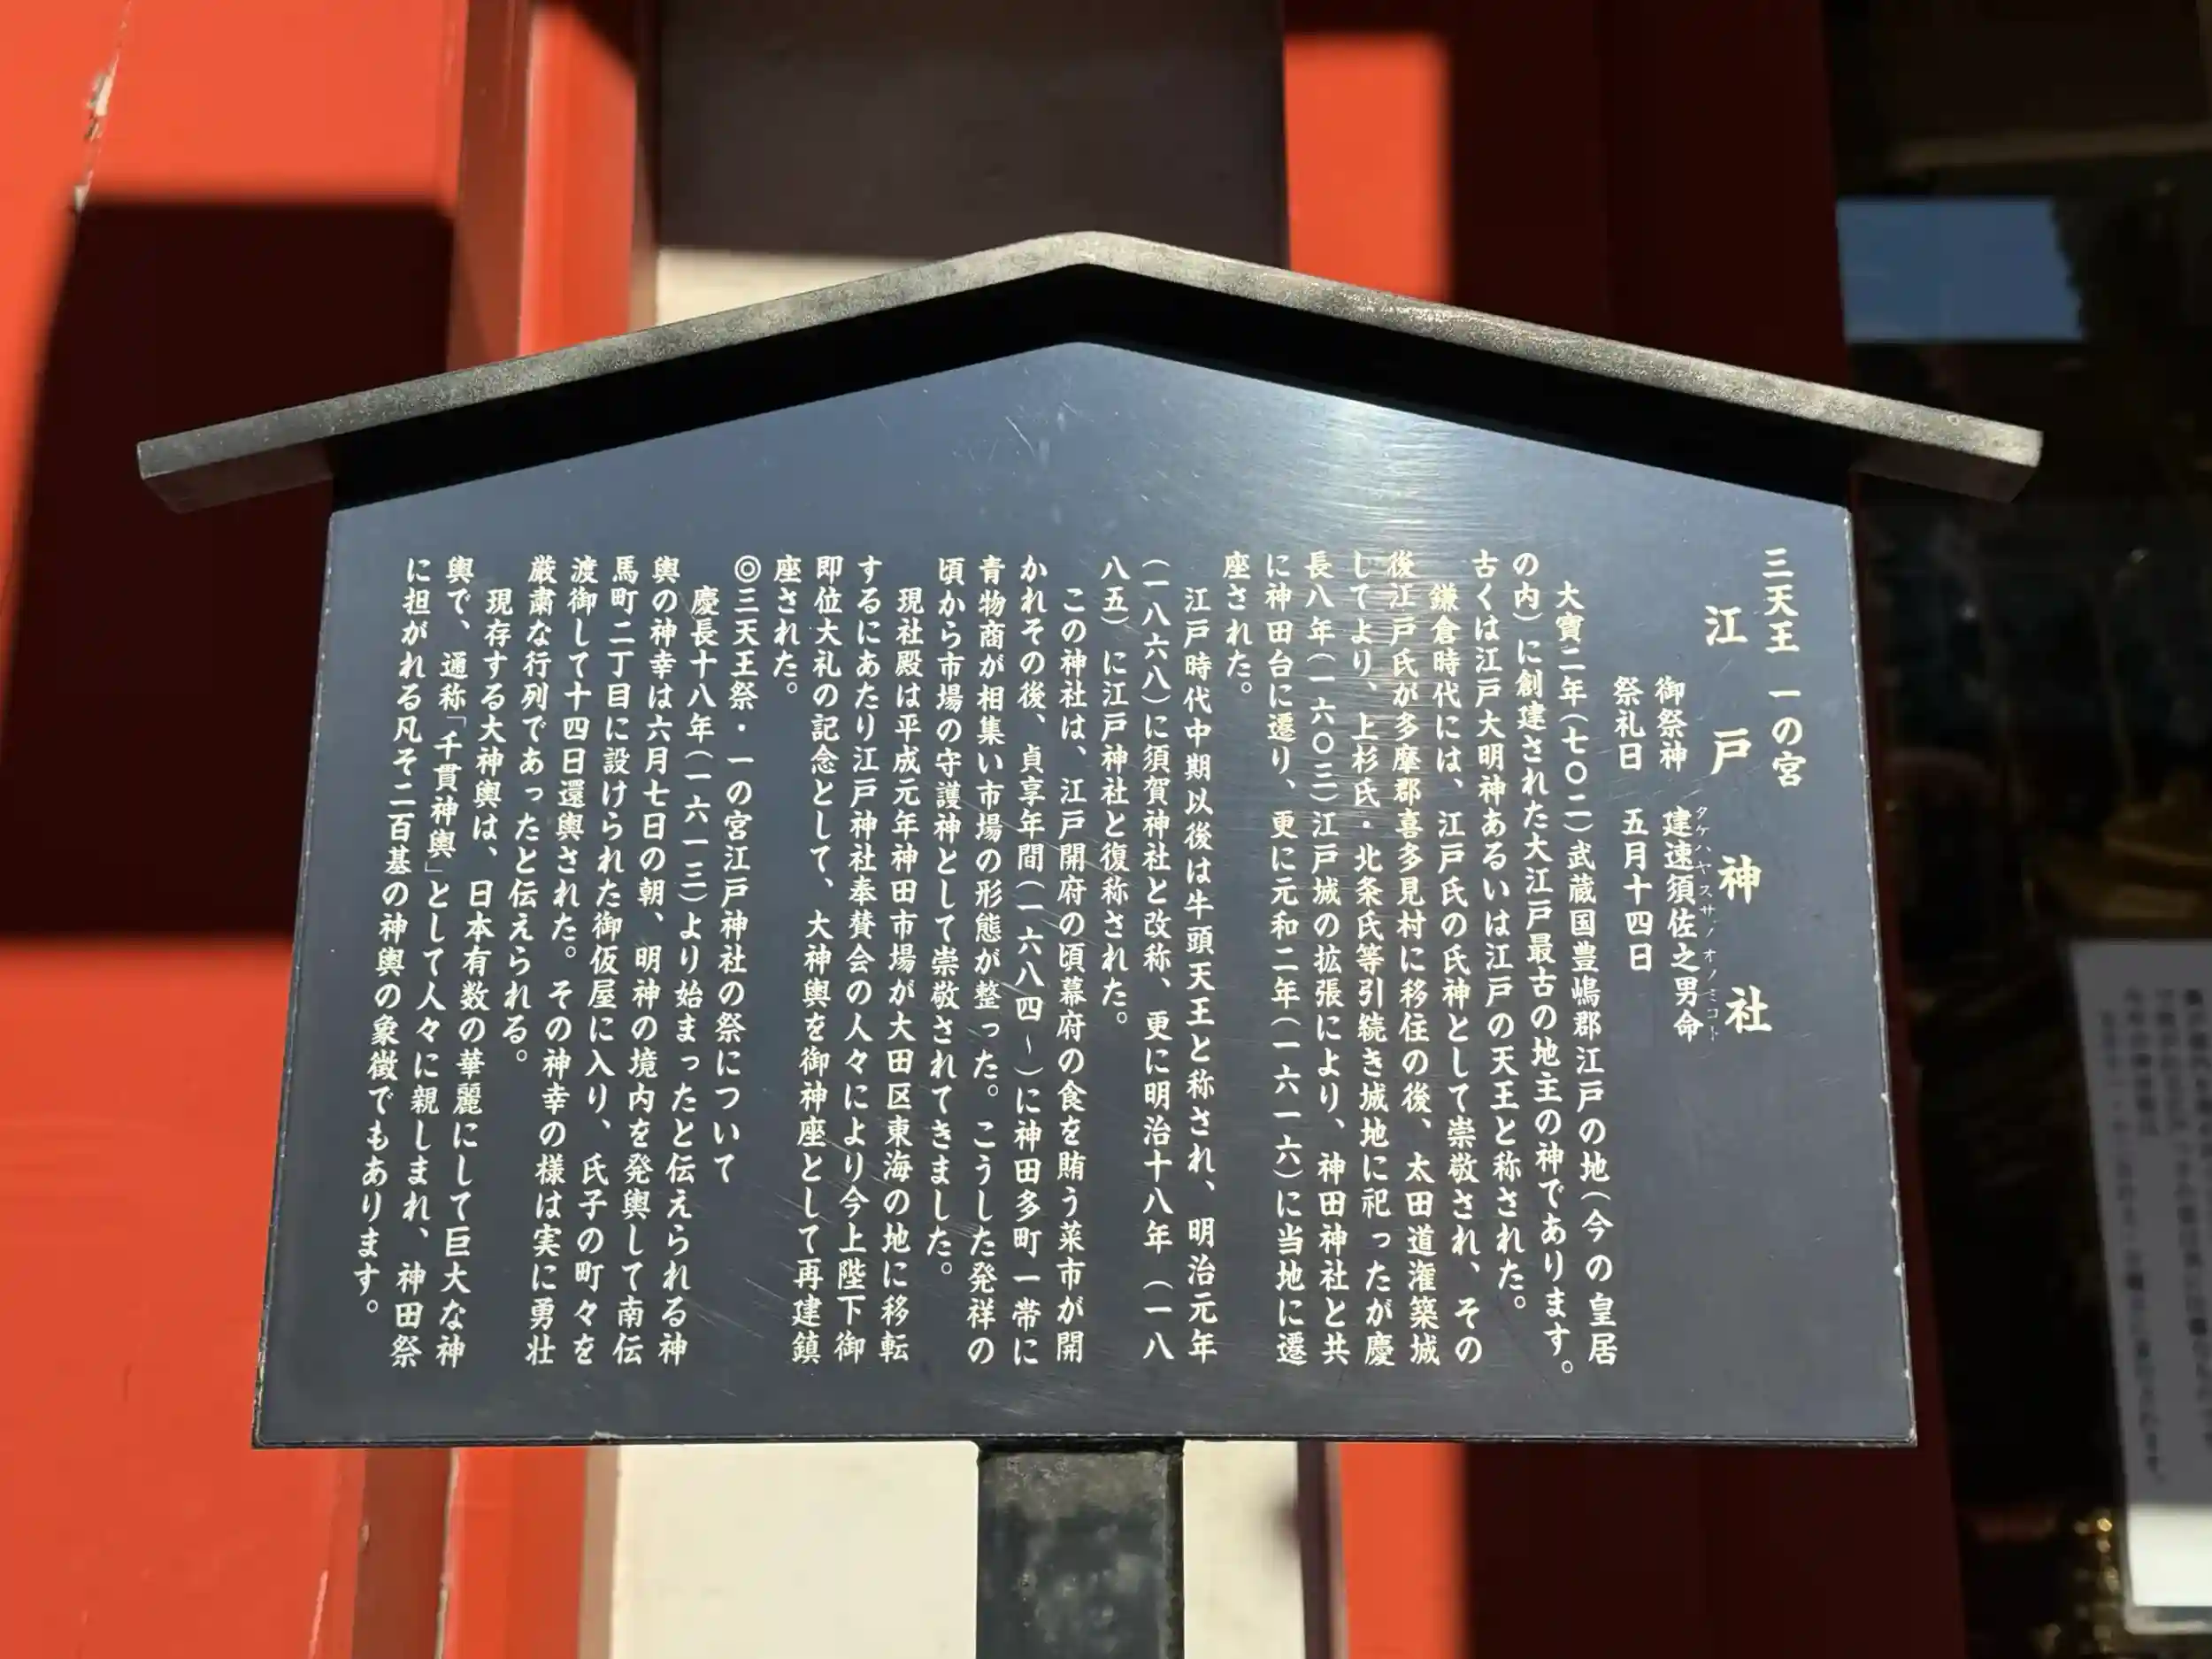 三天王 一の宮
江戸神社
御祭神 建速須佐之男命
タケハヤスサノオノミコト
祭礼日 五月十四日
大寶二年(七〇二)武蔵国豊嶋郡江戸の地(今の皇居
の内)に創建された大江戸最古の地主の神であります。
古くは江戸大明神あるいは江戸の天王と称された。
鎌倉時代には、江戸氏の氏神として崇敬され、その
後江戸氏が多摩郡喜多見村に移住の後、太田道潅築城
してより、上杉氏・北条氏等引続き城地に祀ったが慶
長八年(一六〇三)江戸城の拡張により、神田神社と共
に神田台に遷り、更に元和二年(一六一六)に当地に遷
座された。
江戸時代中期以後は牛頭天王と称され、明治元年
(一八六八)に須賀神社と改称、更に明治十八年(一八
八五)に江戸神社と復称された。
この神社は、江戸開府の頃幕府の食を賄う菜市が開
かれその後、貞享年間(一六八四~)に神田多町一帯に
青物商が相集い市場の形態が整った。こうした発祥の
頃から市場の守護神として崇敬されてきました。
現社殿は平成元年神田市場が大田区東海の地に移転
するにあたり江戸神社奉賛会の人々により今上陛下御
即位大礼の記念として、大神輿を御神座として再建鎮
座された。
◎三天王祭・一の宮江戸神社の祭について
慶長十八年(一六一三)より始まったと伝えられる神
輿の神幸は六月七日の朝、明神の境内を発輿して南伝
馬町二丁目に設けられた御仮屋に入り、氏子の町々を
渡御して十四日還輿された。その神幸の様は実に勇壮
厳粛な行列であったと伝えられる。
現存する大神輿は、日本有数の華麗にして巨大な神
輿で、通称「千貫神輿」として人々に親しまれ、神田祭
に担がれる凡そ二百基の神輿の象徴でもあります。